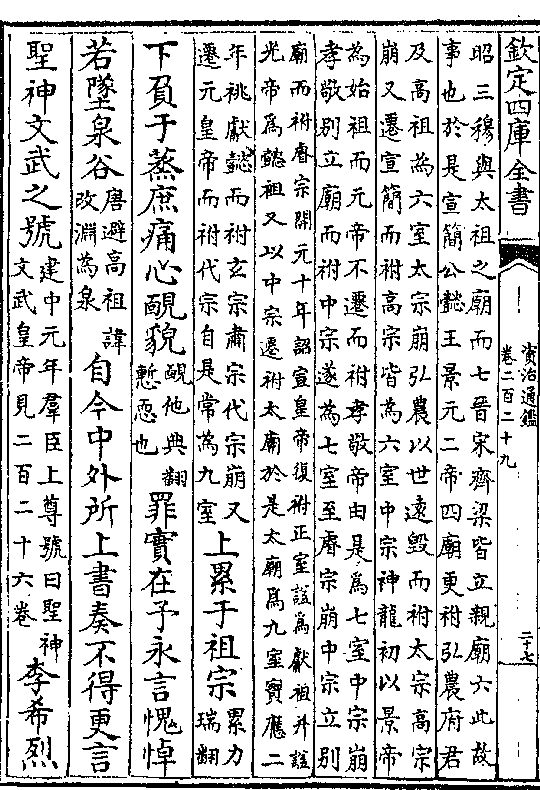 欽定四庫全書
資治通鑑
卷二百二十九
二十七
昭三穆與太祖之廟而七晉宋齊梁皆立親廟六此故
事也於是宣簡公懿王景元二帝四廟更祔弘農府君
及高祖為六室太宗崩弘農以世遠毀而祔太宗高宗
崩又遷宣簡而祔高宗皆為六室中宗神龍初以景帝
為始祖而元帝不遷而祔孝敬帝由是為七室中宗崩
孝敬別立廟而祔中宗遂為七室至睿宗崩中宗立別
廟而祔睿宗開元十年詔宣皇帝復祔正室諡為獻祖并諡
光帝為懿祖又以中宗還祔太廟於是太廟為九室寶應二
年祧獻懿而祔玄宗肅宗代宗崩又
遷元皇帝而祔代宗自是常為九室
上累于祖宗
累力
瑞翻
下負于蒸庶痛心靦貌
靦他典翻
慙恧也
罪實在予永言愧悼
若墜泉谷
唐避高祖諱
改淵為泉
自今中外所上書奏不得更言
聖神文武之號
建中元年羣臣上尊號曰聖神
文武皇帝見二百二十六卷
李希烈